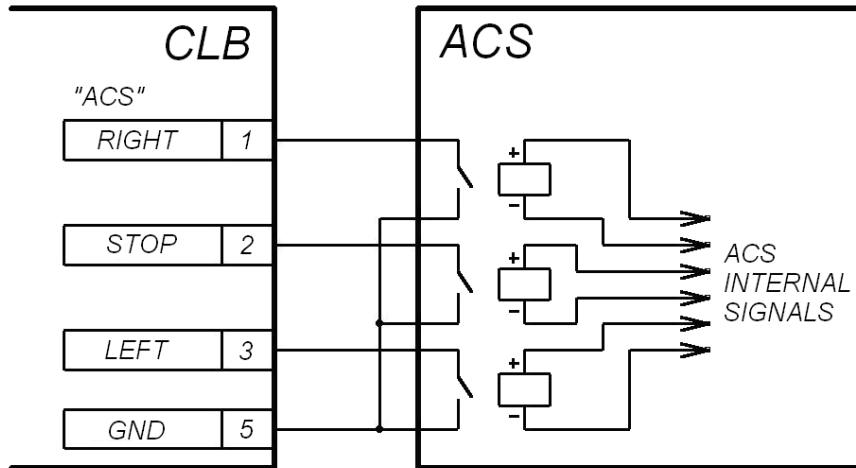 CLB
ACS
"ACS"
RIGHT 1
STOP 2
LEFT 3
GND 5
+
−
+
−
+
−
ACS
INTERNAL
SIGNALS